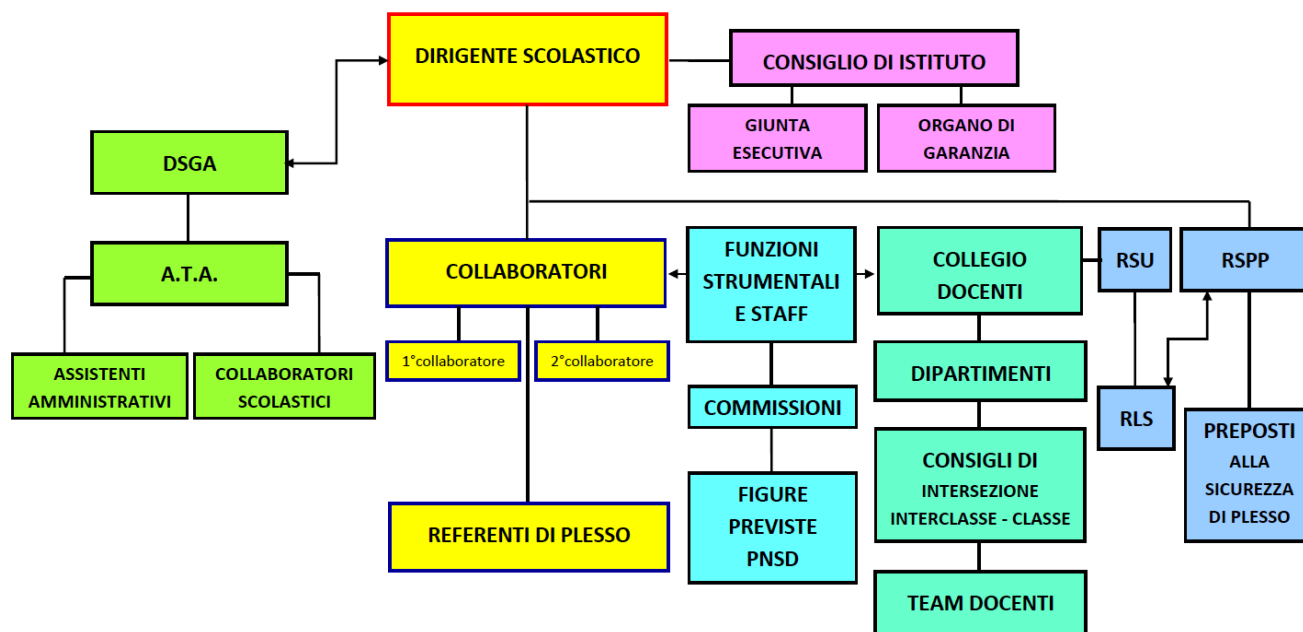 DIRIGENTE SCOLASTICO
CONSIGLIO DI ISTITUTO
GIUNTA
ESECUTIVA
ORGANO DI
GARANZIA
DSGA
A.T.A.
ASSISTENTI
AMMINISTRATIVI
COLLABORATORI
SCOLASTICI
COLLABORATORI
1°collaboratore
2°collaboratore
REFERENTI DI PLESSO
FUNZIONI
STRUMENTALI
E STAFF
COMMISSIONI
FIGURE
PREVISTE
PNSD
COLLEGIO
DOCENTI
DIPARTIMENTI
CONSIGLI DI
INTERSEZIONE
INTERCLASSE - CLASSE
TEAM DOCENTI
RSU
RLS
RSPP
PREPOSTI
ALLA
SICUREZZA
DI PLESSO